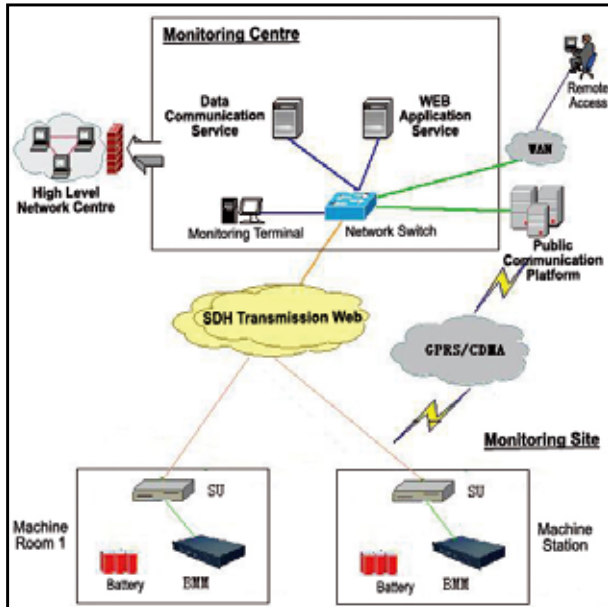 Monitoring Centre
Data
Communication
Service
WEB
Application
Service
Remote
Access
WAN
High Level
Network Centre
Monitoring Terminal
Network Switch
Public
Communication
Platform
SDH Transmission Web
GPRS/CDMA
Monitoring Site
SU
Machine
Room 1
Battery
BMM
SU
Machine
Station
Battery
BMM